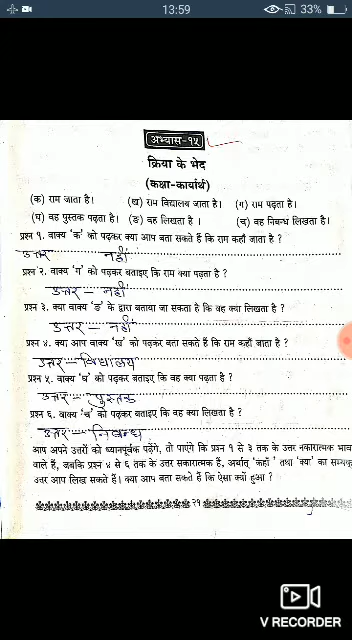 13:59
33%
अभ्यास-१५
क्रिया के भेद
(कक्षा-कार्यार्थ)
(क) राम जाता है। (ख) राम विद्यालय जाता है। (ग) राम पढ़ता है।
(घ) वह पुस्तक पढ़ता है। (ङ) वह लिखता है । (च) वह निबन्ध लिखता है।
प्रश्न १. वाक्य 'क' को पढ़कर क्या आप बता सकते हैं कि राम कहाँ जाता है ?
उत्तर नहीं
प्रश्न २. वाक्य 'ग' को पढ़कर बताइए कि राम क्या पढ़ता है ?
उत्तर – नहीं
प्रश्न ३. क्या वाक्य 'ङ' के द्वारा बताया जा सकता है कि वह क्या लिखता है ?
उत्तर – नहीं
प्रश्न ४. क्या आप वाक्य 'ख' को पढ़कर बता सकते हैं कि राम कहाँ जाता है ?
उत्तर – विद्यालय
प्रश्न ५. वाक्य 'घ' को पढ़कर बताइए कि वह क्या पढ़ता है ?
उत्तर – पुस्तक
प्रश्न ६. वाक्य 'च' को पढ़कर बताइए कि वह क्या लिखता है ?
उत्तर – निबन्ध
आप अपने उत्तरों को ध्यानपूर्वक पढ़ेंगे, तो पाएंगे कि प्रश्न १ से ३ तक के उत्तर नकारात्मक भाव
वाले हैं, जबकि प्रश्न ४ से ६ तक के उत्तर सकारात्मक हैं, अर्थात् 'कहाँ' तथा 'क्या' का सम्यक्
उत्तर आप लिख सकते हैं। क्या आप बता सकते हैं कि ऐसा क्यों हुआ ?
२१
V RECORDER